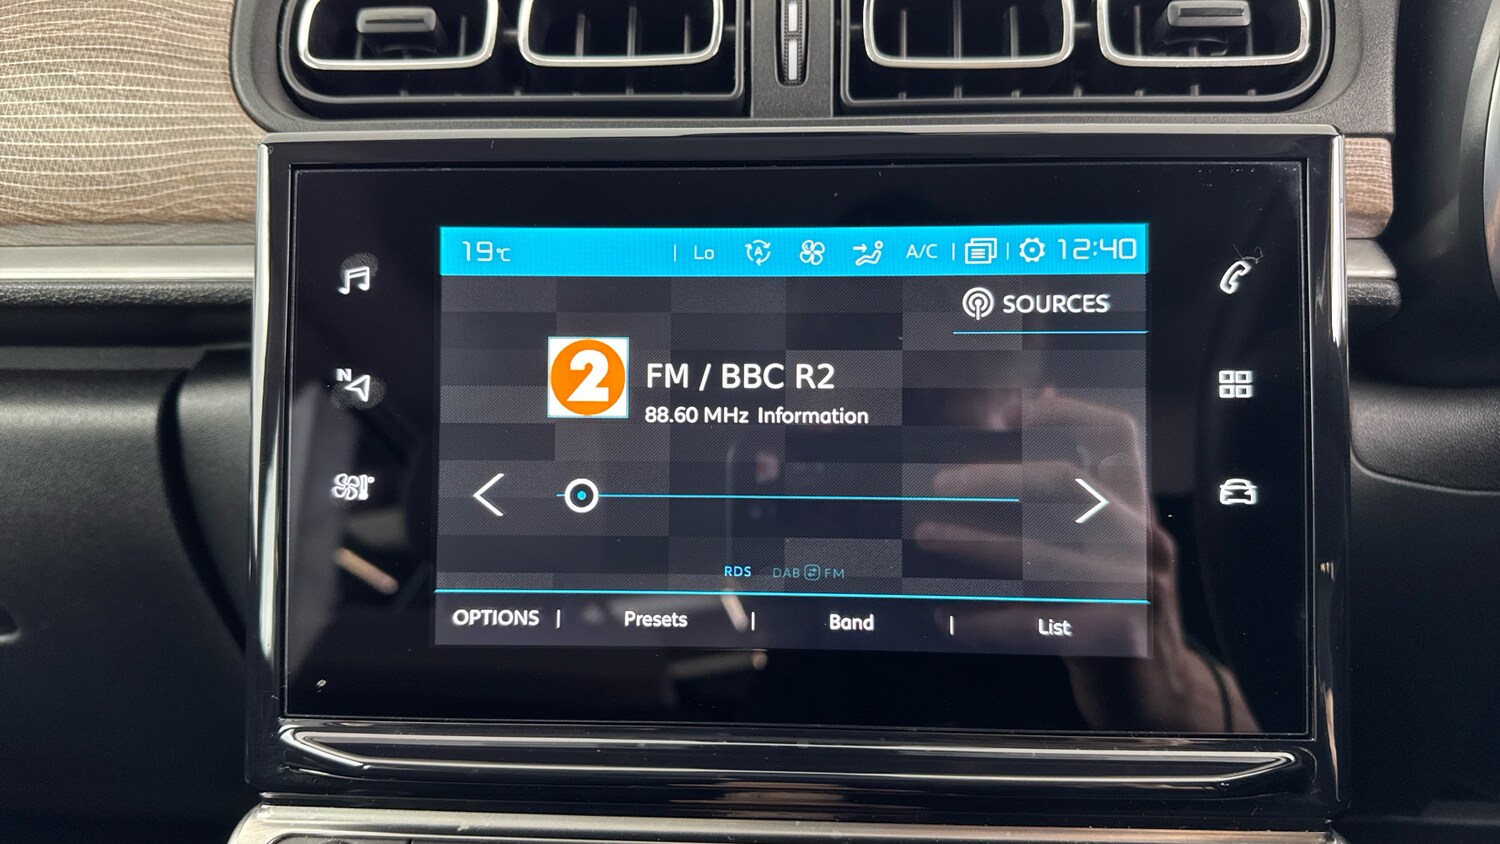 19°C | Lo A A/C | | 12:40
SOURCES
2
FM / BBC R2
88.60 MHz Information
N
RDS DAB FM
OPTIONS | Presets | Band | List